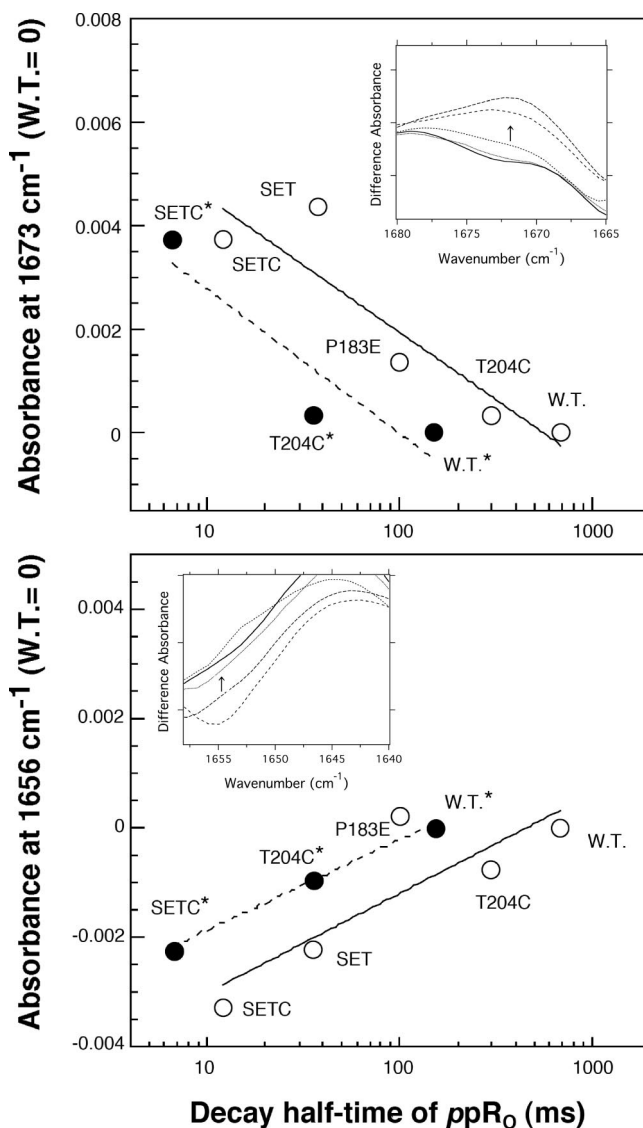 Absorbance at 1673 cm-1 (W.T.= 0)
0.008
0.006
0.004
0.002
0
Difference Absorbance
1680 1675 1670 1665
Wavenumber (cm-1)
SET
SETC*
SETC
P183E
T204C
W.T.
T204C*
W.T.*
10 100 1000
Absorbance at 1656 cm-1 (W.T.= 0)
0.004
0.002
0
-0.002
-0.004
Difference Absorbance
1655 1650 1645 1640
Wavenumber (cm-1)
W.T.*
P183E
W.T.
T204C*
T204C
SETC*
SET
SETC
10 100 1000
Decay half-time of ppRO (ms)